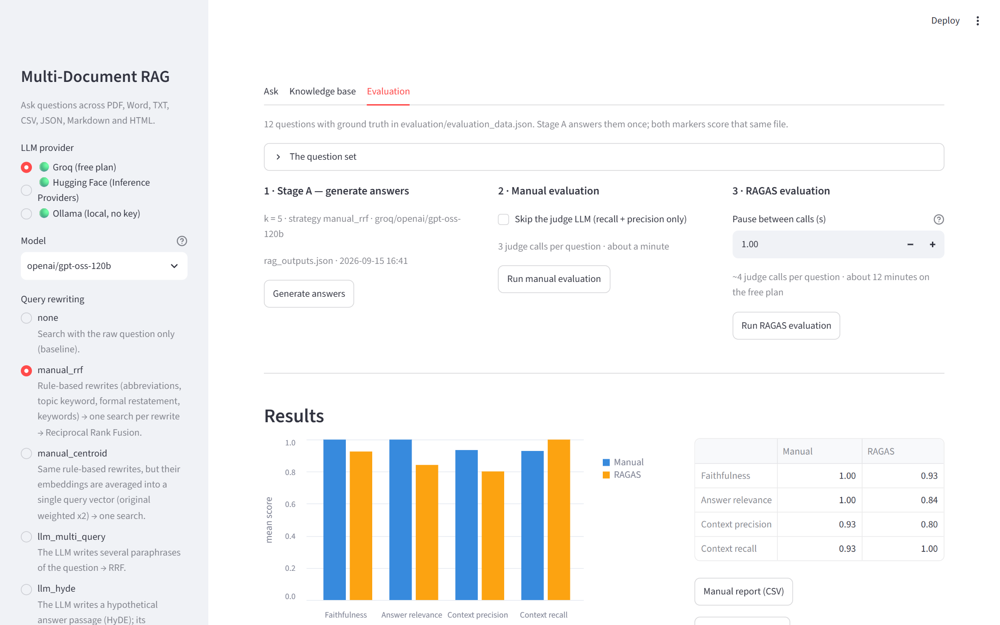 Deploy
Multi-Document RAG
Ask questions across PDF, Word, TXT,
CSV, JSON, Markdown and HTML.
LLM provider
Groq (free plan)
Hugging Face (Inference
Providers)
Ollama (local, no key)
Model
openai/gpt-oss-120b
Query rewriting
none
Search with the raw question only
(baseline).
manual_rrf
Rule-based rewrites (abbreviations,
topic keyword, formal restatement,
keywords) → one search per rewrite
→ Reciprocal Rank Fusion.
manual_centroid
Same rule-based rewrites, but their
embeddings are averaged into a
single query vector (original
weighted x2) → one search.
llm_multi_query
The LLM writes several paraphrases
of the question → RRF.
llm_hyde
The LLM writes a hypothetical
answer passage (HyDE); its
Ask Knowledge base Evaluation
12 questions with ground truth in evaluation/evaluation_data.json. Stage A answers them once; both markers score that same file.
The question set
1 · Stage A — generate answers
k = 5 · strategy manual_rrf · groq/openai/gpt-oss-
120b
rag_outputs.json · 2026-09-15 16:41
Generate answers
2 · Manual evaluation
Skip the judge LLM (recall + precision only)
3 judge calls per question · about a minute
Run manual evaluation
3 · RAGAS evaluation
Pause between calls (s)
1.00
~4 judge calls per question · about 12 minutes on
the free plan
Run RAGAS evaluation
Results
mean score
1.0
0.8
0.6
0.4
0.2
0.0
Faithfulness Answer relevance Context precision Context recall
Manual
RAGAS
Manual RAGAS
Faithfulness 1.00 0.93
Answer relevance 1.00 0.84
Context precision 0.93 0.80
Context recall 0.93 1.00
Manual report (CSV)